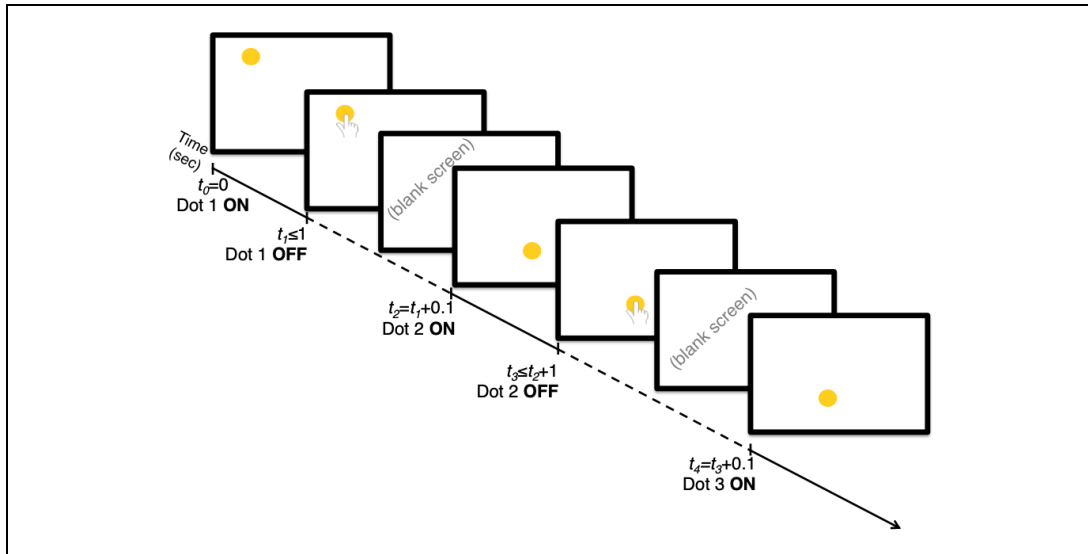 Time
(sec)
t₀=0
Dot 1 ON
t₁≤1
Dot 1 OFF
(blank screen)
t₂=t₁+0.1
Dot 2 ON
t₃≤t₂+1
Dot 2 OFF
(blank screen)
t₄=t₃+0.1
Dot 3 ON